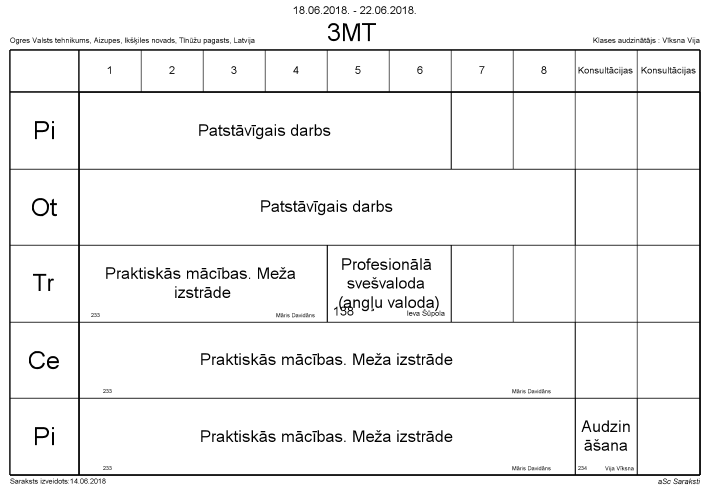 18.06.2018. - 22.06.2018.
Ogres Valsts tehnikums, Aizupes, Ikšķiles novads, Tīnūžu pagasts, Latvija
3MT
Klases audzinātājs : Vīksna Vija
1 2 3 4 5 6 7 8 Konsultācijas Konsultācijas
Pi
Patstāvīgais darbs
Ot
Patstāvīgais darbs
Tr
Praktiskās mācības. Meža
izstrāde
233
Māris Davidāns
Profesionālā
svešvaloda
(angļu valoda)
138
Ieva Šūpola
Ce
Praktiskās mācības. Meža izstrāde
233
Māris Davidāns
Pi
Praktiskās mācības. Meža izstrāde
233
Māris Davidāns
Audzin
āšana
234
Vija Vīksna
Saraksts izveidots:14.06.2018
aSc Saraksti